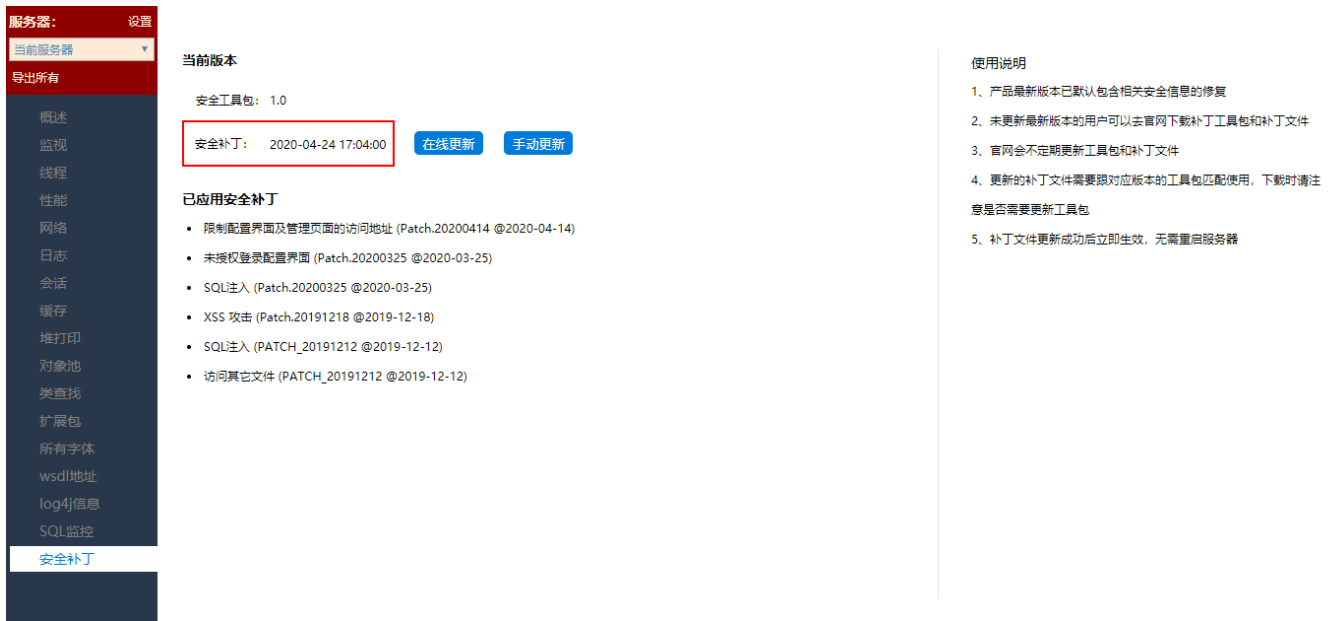 服务器： 设置
当前服务器
导出所有
概述
监视
线程
性能
网络
日志
会话
缓存
堆打印
对象池
类查找
扩展包
所有字体
wsdl地址
log4j信息
SQL监控
安全补丁
当前版本
安全工具包： 1.0
安全补丁： 2020-04-24 17:04:00 在线更新 手动更新
已应用安全补丁
• 限制配置界面及管理页面的访问地址 (Patch.20200414 @2020-04-14)
• 未授权登录配置界面 (Patch.20200325 @2020-03-25)
• SQL注入 (Patch.20200325 @2020-03-25)
• XSS 攻击 (Patch.20191218 @2019-12-18)
• SQL注入 (PATCH_20191212 @2019-12-12)
• 访问其它文件 (PATCH_20191212 @2019-12-12)
使用说明
1、产品最新版本已默认包含相关安全信息的修复
2、未更新最新版本的用户可以去官网下载补丁工具包和补丁文件
3、官网会不定期更新工具包和补丁文件
4、更新的补丁文件需要跟对应版本的工具包匹配使用，下载时请注
意是否需要更新工具包
5、补丁文件更新成功后立即生效，无需重启服务器